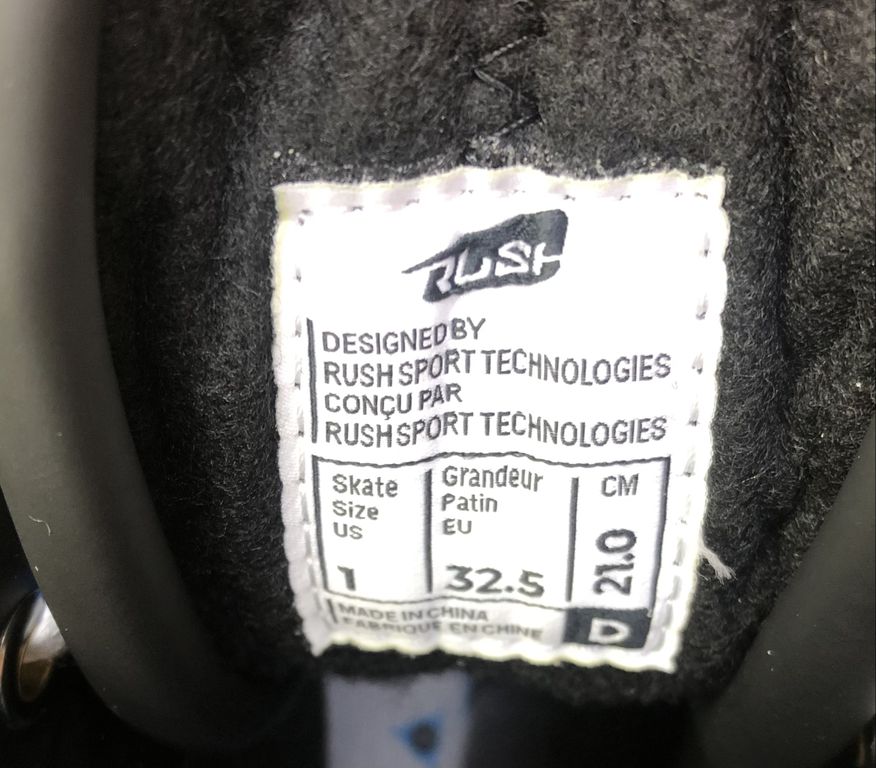 RUSH
DESIGNED BY
RUSH SPORT TECHNOLOGIES
CONÇU PAR
RUSH SPORT TECHNOLOGIES
Skate
Size
US
1
Grandeur
Patin
EU
32.5
CM
21.0
MADE IN CHINA
FABRIQUE EN CHINE
D